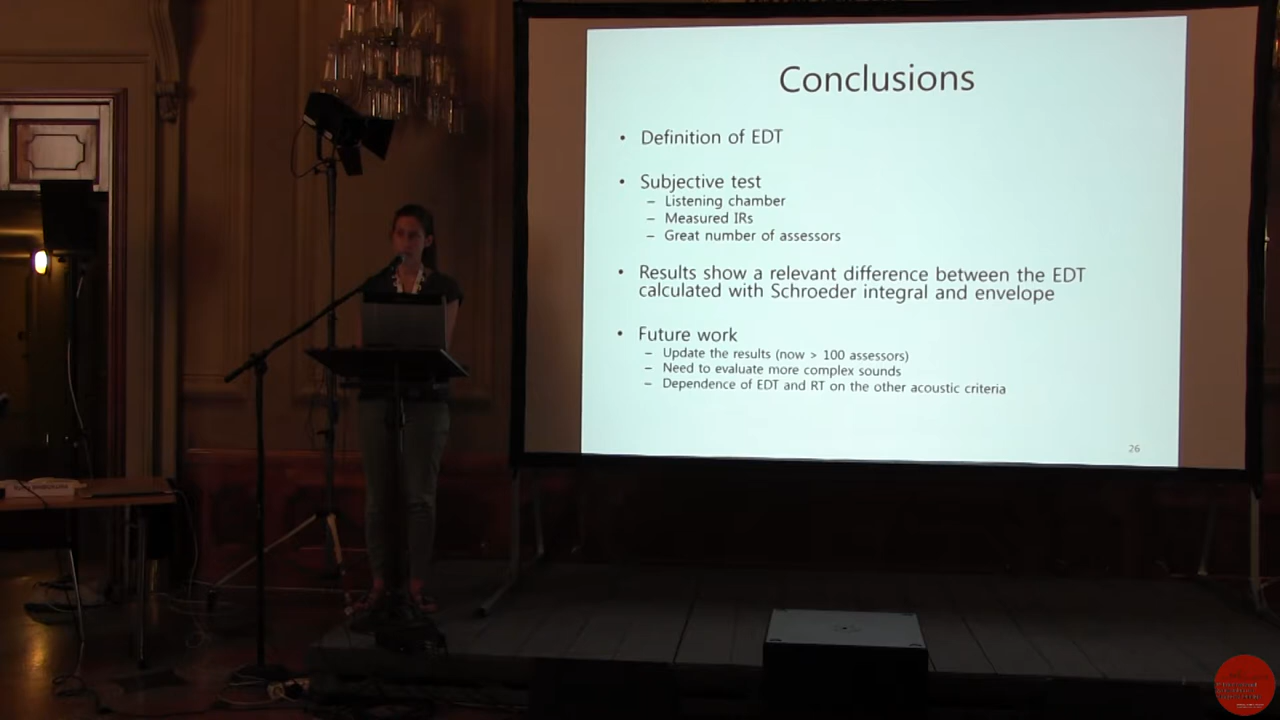 Conclusions
• Definition of EDT
• Subjective test
– Listening chamber
– Measured IRs
– Great number of assessors
• Results show a relevant difference between the EDT
calculated with Schroeder integral and envelope
• Future work
– Update the results (now > 100 assessors)
– Need to evaluate more complex sounds
– Dependence of EDT and RT on the other acoustic criteria
26